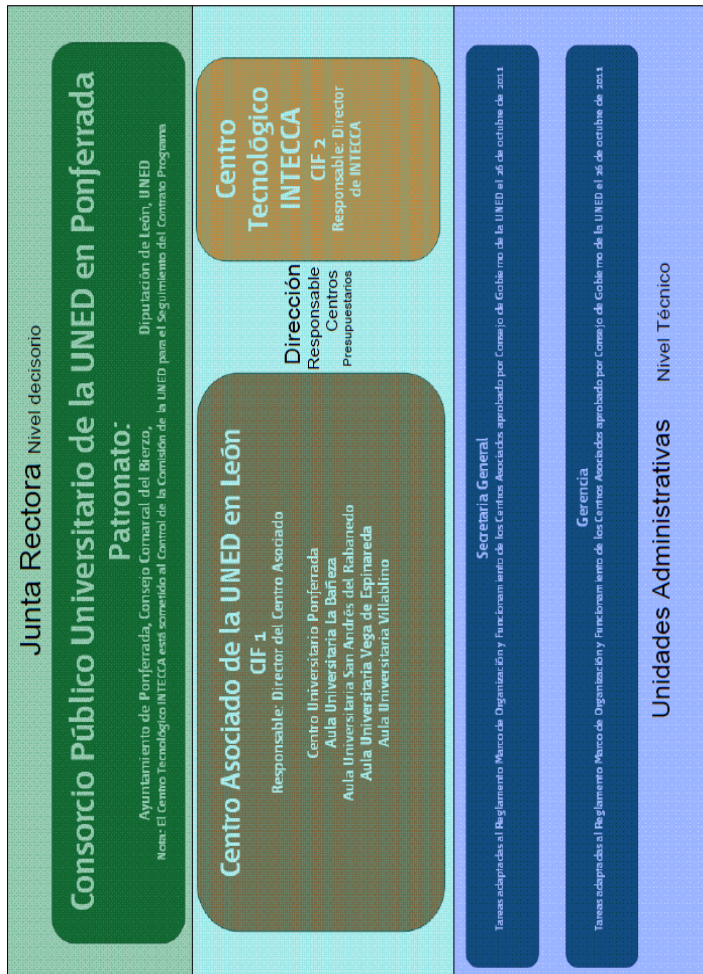 Junta Rectora Nivel decisorio
Consorcio Público Universitario de la UNED en Ponferrada
Patronato:
Ayuntamiento de Ponferrada, Consejo Comarcal del Bierzo, Diputación de León, UNED
Nota: El Centro Tecnológico INTECCA está sometido al Control de la Comisión de la UNED para el Seguimiento del Contrato Programa
Centro Asociado de la UNED en León
CIF 1
Responsable: Director del Centro Asociado
Centro Universitario Ponferrada
Aula Universitaria La Bañeza
Aula Universitaria San Andrés del Rabanedo
Aula Universitaria Vega de Espinareda
Aula Universitaria Villablino
Dirección
Responsable
Centros
Presupuestarios
Centro
Tecnológico
INTECCA
CIF 2
Responsable: Director
de INTECCA
Secretaria General
Tareas adaptadas al Reglamento Marco de Organización y Funcionamiento de los Centros Asociados aprobado por Consejo de Gobierno de la UNED el 26 de octubre de 2011
Gerencia
Tareas adaptadas al Reglamento Marco de Organización y Funcionamiento de los Centros Asociados aprobado por Consejo de Gobierno de la UNED el 26 de octubre de 2011
Unidades Administrativas Nivel Técnico